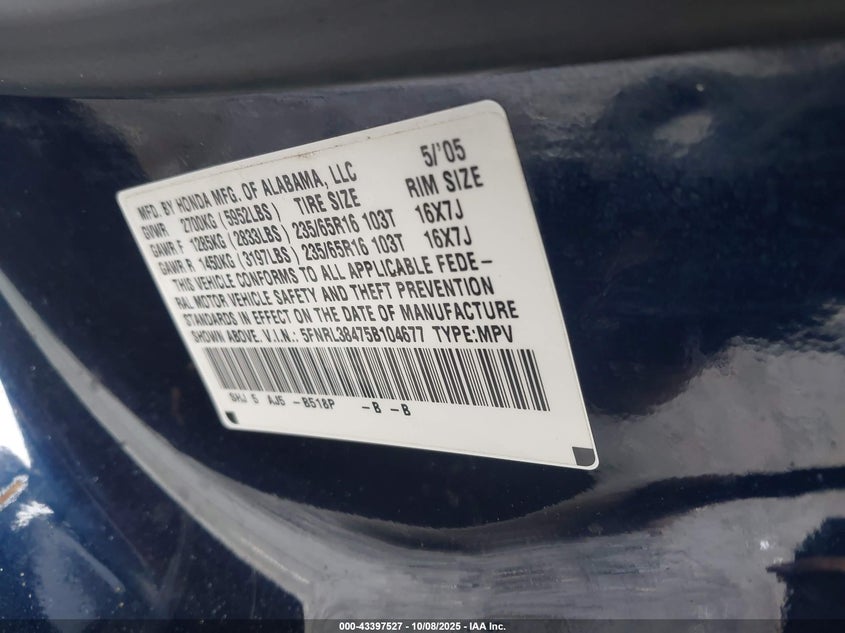 MFD. BY HONDA MFG. OF ALABAMA, LLC 5/'05
GVWR 2700KG (5952LBS) TIRE SIZE RIM SIZE
GAWR F 1285KG (2833LBS) 235/65R16 103T 16X7J
GAWR R 1450KG (3197LBS) 235/65R16 103T 16X7J
THIS VEHICLE CONFORMS TO ALL APPLICABLE FEDE-
RAL MOTOR VEHICLE SAFETY AND THEFT PREVENTION
STANDARDS IN EFFECT ON THE DATE OF MANUFACTURE
SHOWN ABOVE. V.I.N.: 5FNRL38475B104677 TYPE:MPV
SHJ 5 AJ5 -B518P -B -B
000-43397527 | 10/08/2025 | IAA Inc.